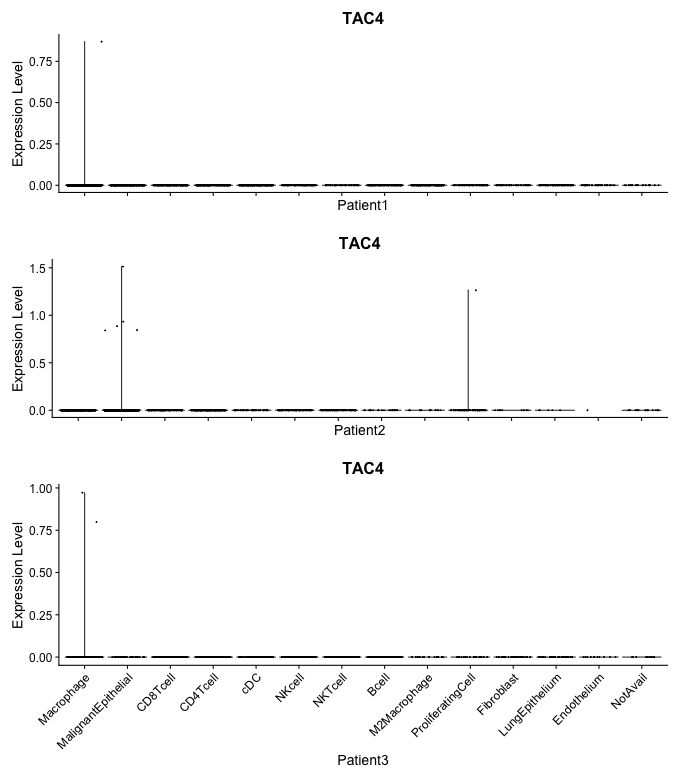 TAC4
Expression Level
0.75
0.50
0.25
0.00
Patient1
TAC4
Expression Level
1.5
1.0
0.5
0.0
Patient2
TAC4
Expression Level
1.00
0.75
0.50
0.25
0.00
Macrophage
MalignantEpithelial
CD8Tcell
CD4Tcell
cDC
NKcell
NKTcell
Bcell
M2Macrophage
ProliferatingCell
Fibroblast
LungEpithelium
Endothelium
NotAvail
Patient3